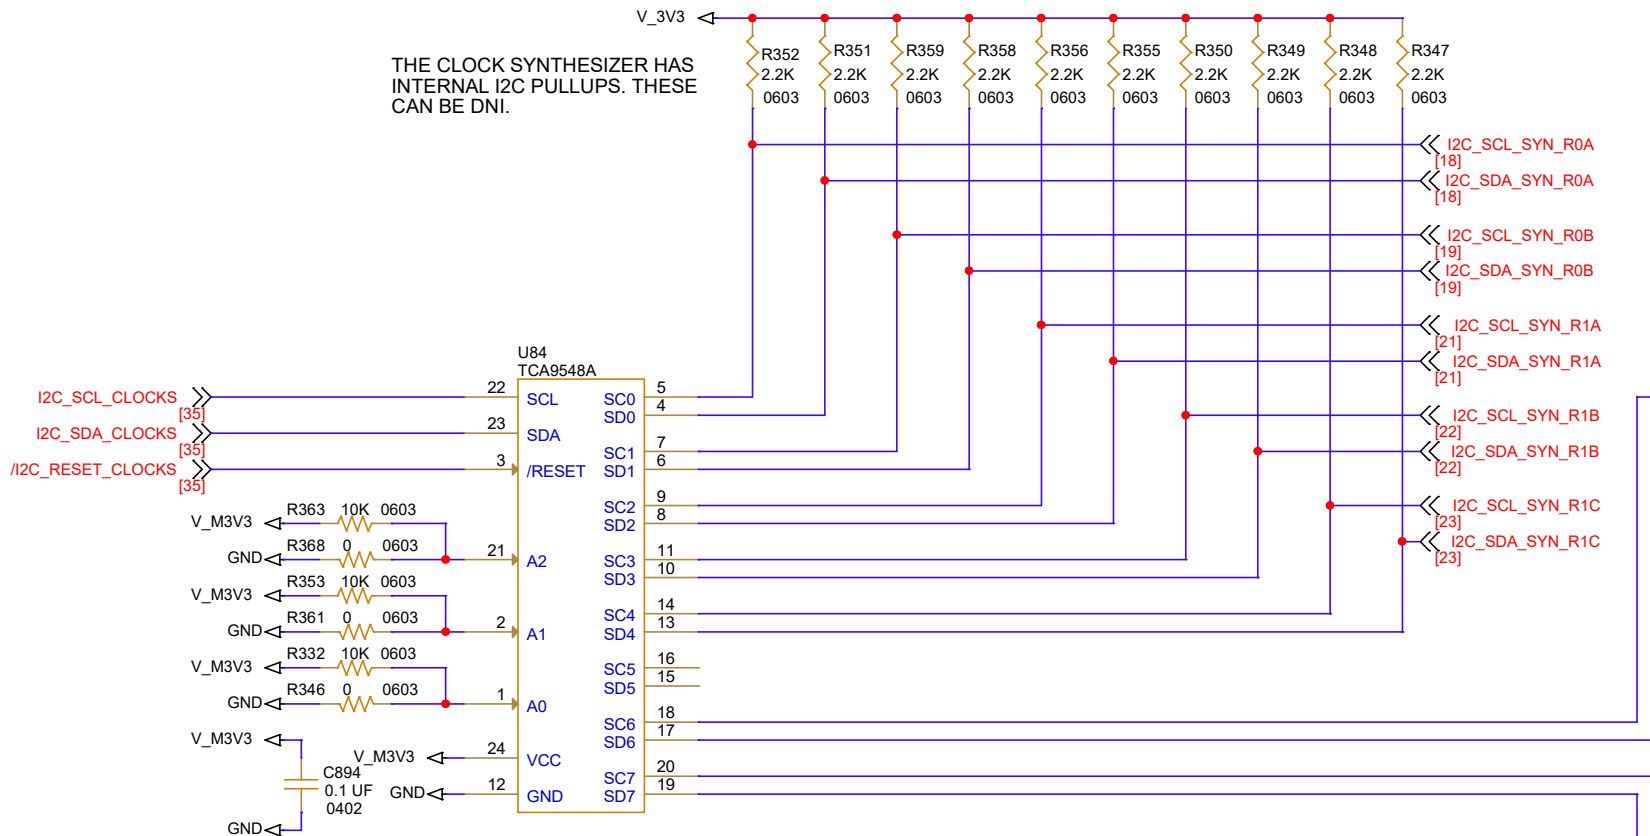 V_3V3
THE CLOCK SYNTHESIZER HAS
INTERNAL I2C PULLUPS. THESE
CAN BE DNI.
R352
2.2K
0603
R351
2.2K
0603
R359
2.2K
0603
R358
2.2K
0603
R356
2.2K
0603
R355
2.2K
0603
R350
2.2K
0603
R349
2.2K
0603
R348
2.2K
0603
R347
2.2K
0603
I2C_SCL_SYN_R0A
[18]
I2C_SDA_SYN_R0A
[18]
I2C_SCL_SYN_R0B
[19]
I2C_SDA_SYN_R0B
[19]
I2C_SCL_SYN_R1A
[21]
I2C_SDA_SYN_R1A
[21]
I2C_SCL_SYN_R1B
[22]
I2C_SDA_SYN_R1B
[22]
I2C_SCL_SYN_R1C
[23]
I2C_SDA_SYN_R1C
[23]
U84
TCA9548A
I2C_SCL_CLOCKS
[35]
I2C_SDA_CLOCKS
[35]
/I2C_RESET_CLOCKS
[35]
22 SCL
23 SDA
3 /RESET
V_M3V3 R363 10K 0603
GND R368 0 0603
21 A2
V_M3V3 R353 10K 0603
GND R361 0 0603
2 A1
V_M3V3 R332 10K 0603
GND R346 0 0603
1 A0
V_M3V3
C894
0.1 UF
0402
GND
V_M3V3 24 VCC
GND 12 GND
SC0 5
SD0 4
SC1 7
SD1 6
SC2 9
SD2 8
SC3 11
SD3 10
SC4 14
SD4 13
SC5 16
SD5 15
SC6 18
SD6 17
SC7 20
SD7 19